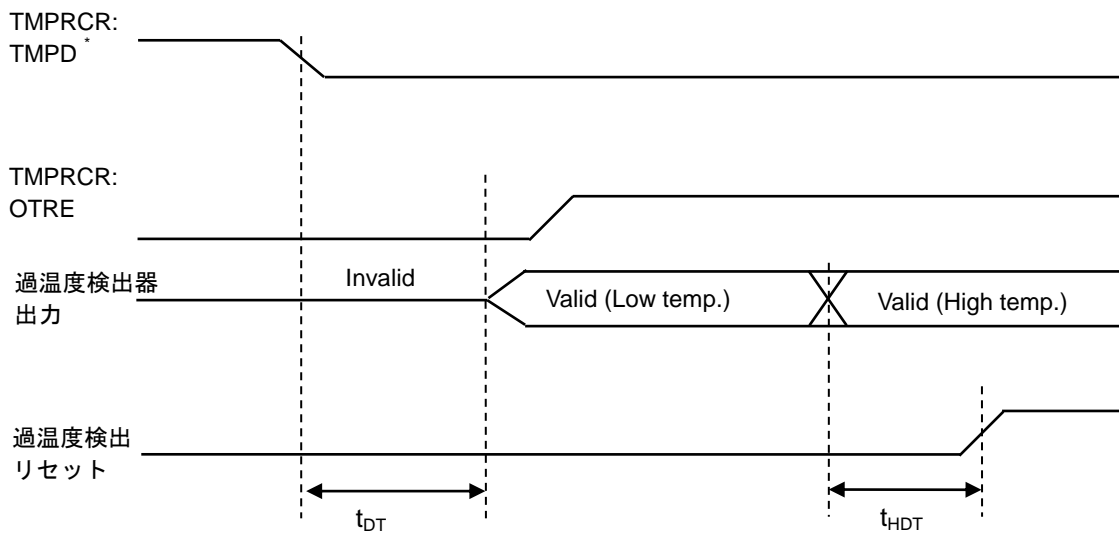 TMPRCR:
TMPD *
TMPRCR:
OTRE
過温度検出器
出力
Invalid
Valid (Low temp.)
Valid (High temp.)
過温度検出
リセット
tDT
tHDT